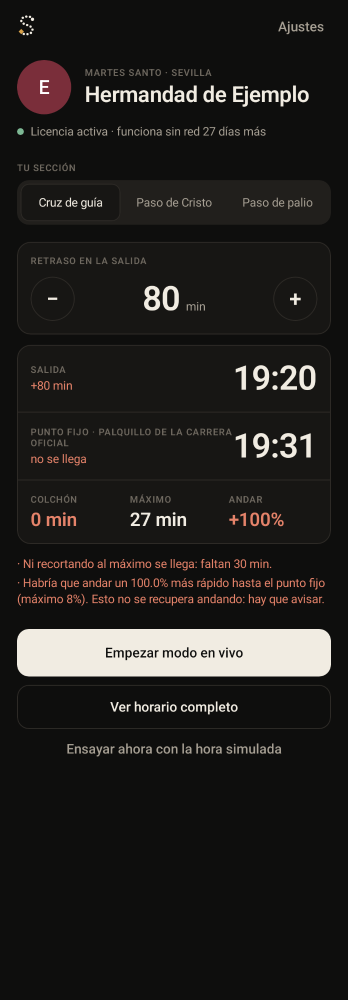 S
Ajustes
E
MARTES SANTO · SEVILLA
Hermandad de Ejemplo
Licencia activa · funciona sin red 27 días más
TU SECCIÓN
Cruz de guía
Paso de Cristo
Paso de palio
RETRASO EN LA SALIDA
− 80 min +
SALIDA
+80 min
19:20
PUNTO FIJO · PALQUILLO DE LA CARRERA
OFICIAL
no se llega
19:31
COLCHÓN
0 min
MÁXIMO
27 min
ANDAR
+100%
· Ni recortando al máximo se llega: faltan 30 min.
· Habría que andar un 100.0% más rápido hasta el punto fijo
(máximo 8%). Esto no se recupera andando: hay que avisar.
Empezar modo en vivo
Ver horario completo
Ensayar ahora con la hora simulada